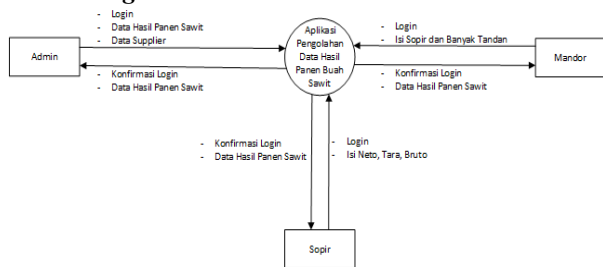 - Login
- Data Hasil Panen Sawit
- Data Supplier
Admin
- Konfirmasi Login
- Data Hasil Panen Sawit
Aplikasi
Pengolahan
Data Hasil
Panen Buah
Sawit
- Login
- Isi Sopir dan Banyak Tandan
Mandor
- Konfirmasi Login
- Data Hasil Panen Sawit
- Konfirmasi Login
- Data Hasil Panen Sawit
- Login
- Isi Neto, Tara, Bruto
Sopir